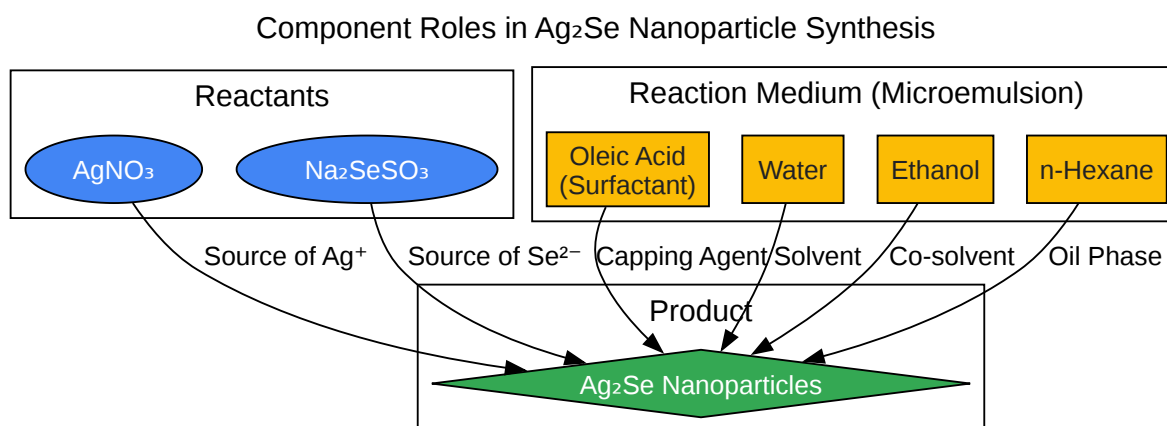 Component Roles in Ag₂Se Nanoparticle Synthesis
Reactants
Reaction Medium (Microemulsion)
AgNO₃
Na₂SeSO₃
Oleic Acid
(Surfactant)
Water
Ethanol
n-Hexane
Source of Ag⁺
Source of Se²⁻
Capping Agent
Solvent
Co-solvent
Oil Phase
Product
Ag₂Se Nanoparticles